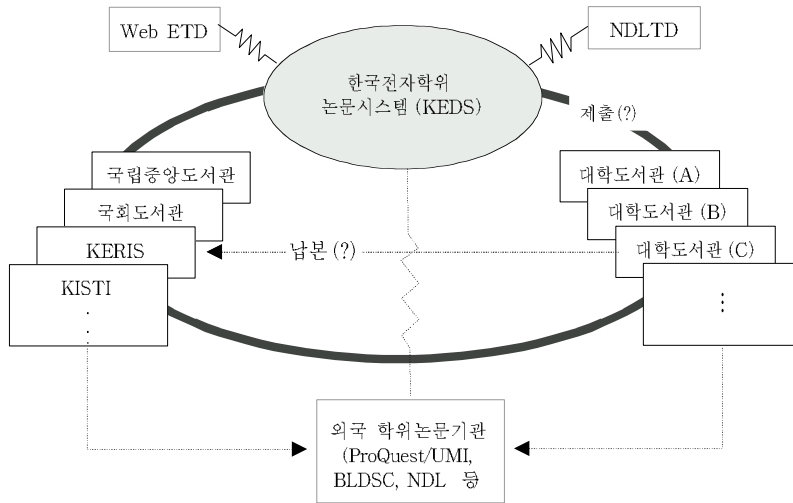 Web ETD
NDLTD
한국전자학위
논문시스템 (KEDS)
제출(?)
국립중앙도서관
국회도서관
KERIS
KISTI
대학도서관 (A)
대학도서관 (B)
대학도서관 (C)
납본 (?)
외국 학위논문기관
(ProQuest/UMI,
BLDSC, NDL 등